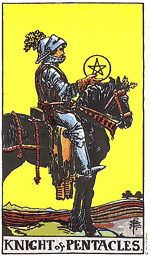 KNIGHT of PENTACLES.